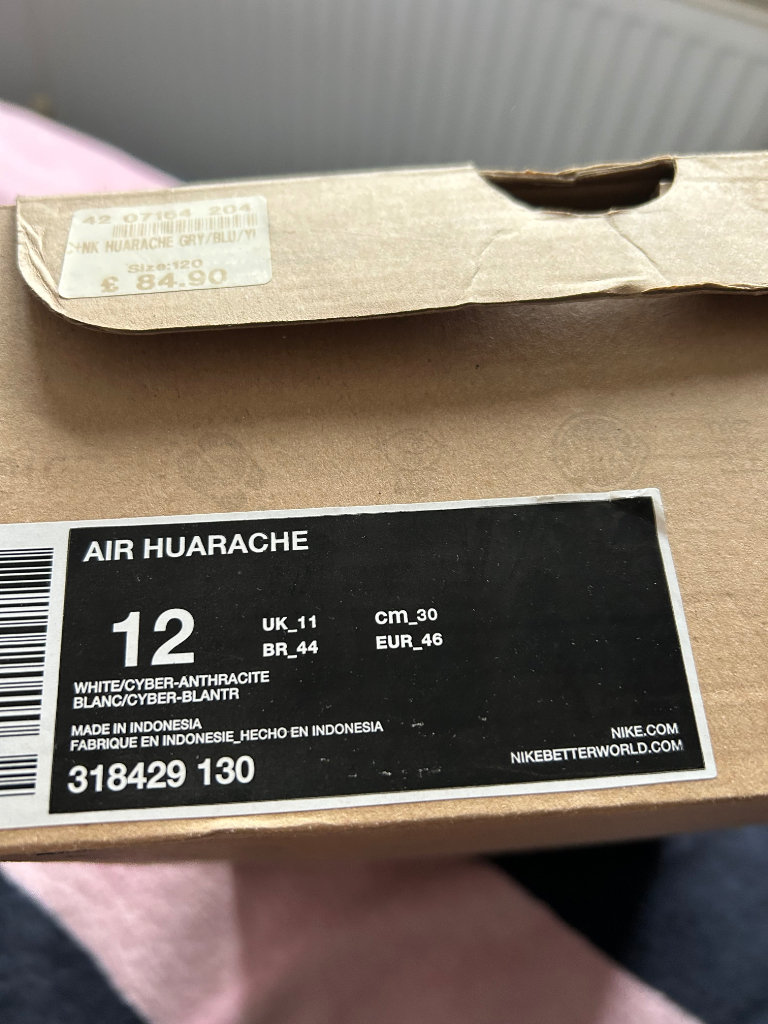 42 07164 204
NK HUARACHE GRY/BLU/Y
Size:120
£ 84.90
AIR HUARACHE
12
UK_11
cm_30
BR_44
EUR_46
WHITE/CYBER-ANTHRACITE
BLANC/CYBER-BLANTR
MADE IN INDONESIA
FABRIQUE EN INDONESIE_HECHO EN INDONESIA
318429 130
NIKE.COM
NIKEBETTERWORLD.COM